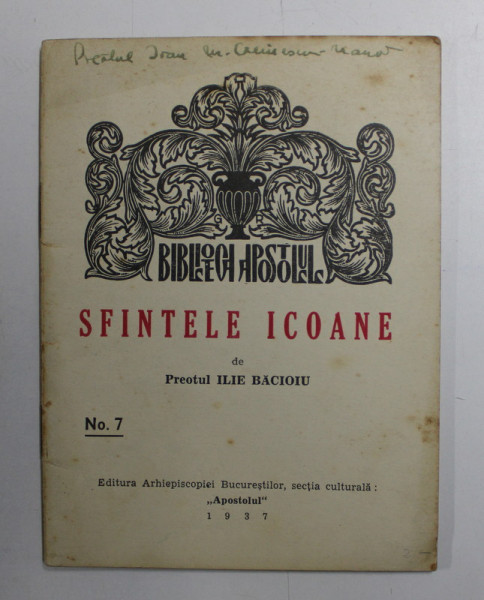 Preotul Ioan M.
BIBLIOTECA APOSTOLUL
SFINTELE ICOANE
de
Preotul ILIE BĂCIOIU
No. 7
Editura Arhiepiscopiei Bucureștilor, secția culturală:
„Apostolul"
1937